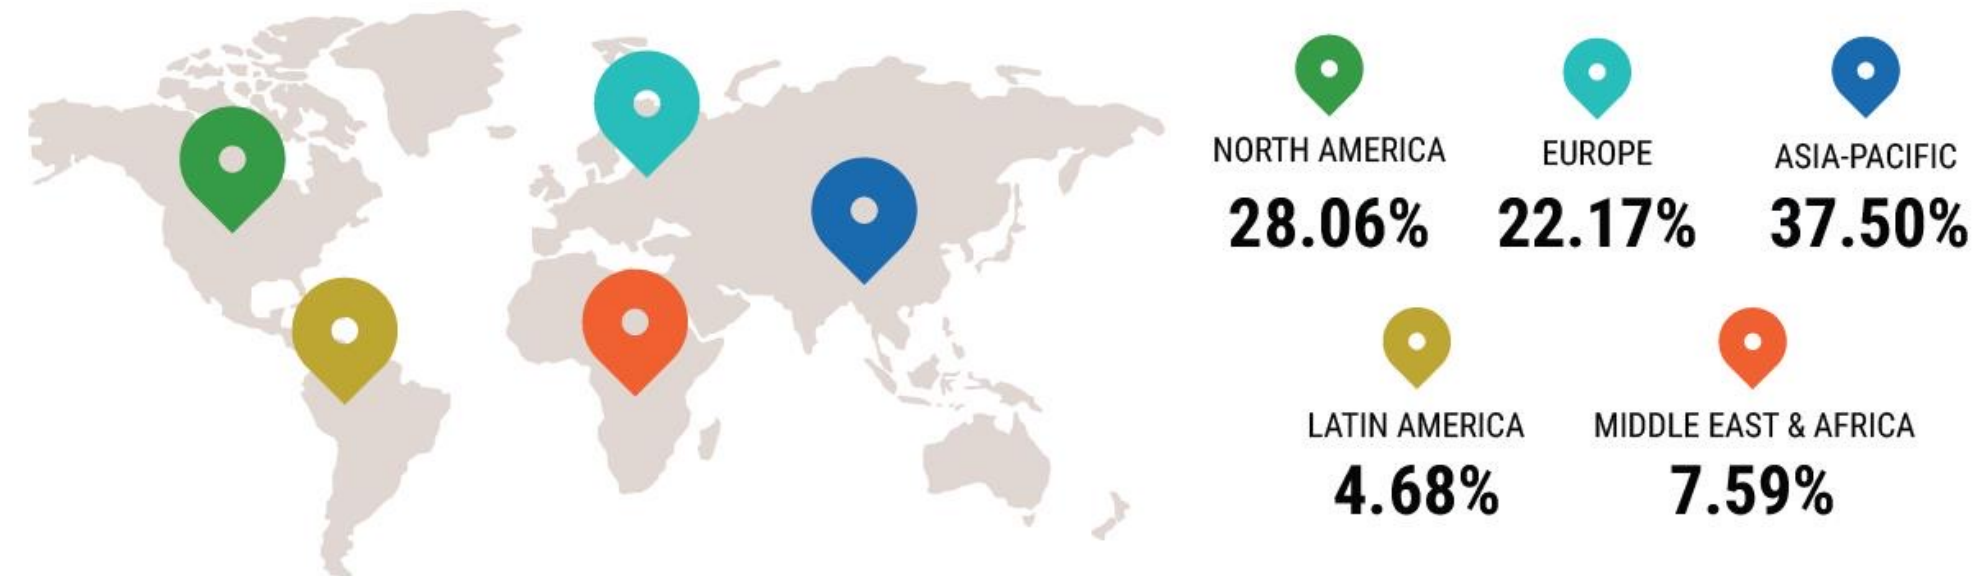 NORTH AMERICA
28.06%
EUROPE
22.17%
ASIA-PACIFIC
37.50%
LATIN AMERICA
4.68%
MIDDLE EAST & AFRICA
7.59%